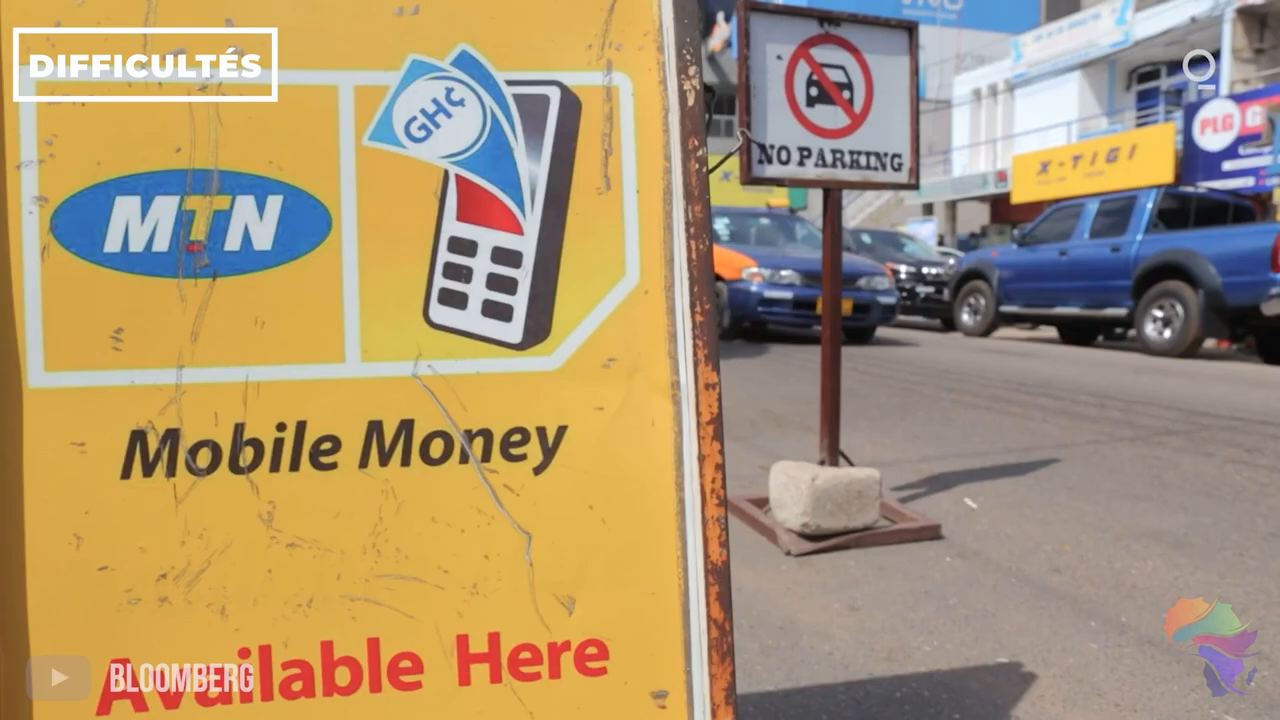 DIFFICULTÉS
MTN
GH¢
Mobile Money
Available Here
BLOOMBERG
NO PARKING
X-TIGI
PLG